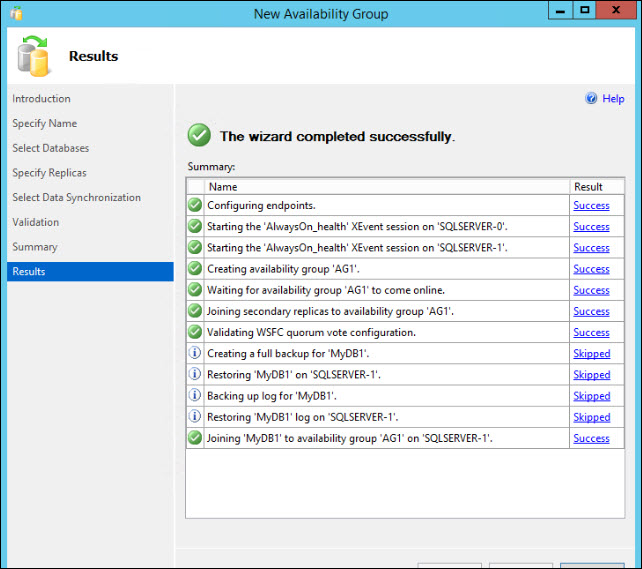 New Availability Group
Results
Introduction
Specify Name
Select Databases
Specify Replicas
Select Data Synchronization
Validation
Summary
Results
Help
The wizard completed successfully.
Summary:
Name Result
Configuring endpoints. Success
Starting the 'AlwaysOn_health' XEvent session on 'SQLSERVER-0'. Success
Starting the 'AlwaysOn_health' XEvent session on 'SQLSERVER-1'. Success
Creating availability group 'AG1'. Success
Waiting for availability group 'AG1' to come online. Success
Joining secondary replicas to availability group 'AG1'. Success
Validating WSFC quorum vote configuration. Success
Creating a full backup for 'MyDB1'. Skipped
Restoring 'MyDB1' on 'SQLSERVER-1'. Skipped
Backing up log for 'MyDB1'. Skipped
Restoring 'MyDB1' log on 'SQLSERVER-1'. Skipped
Joining 'MyDB1' to availability group 'AG1' on 'SQLSERVER-1'. Success